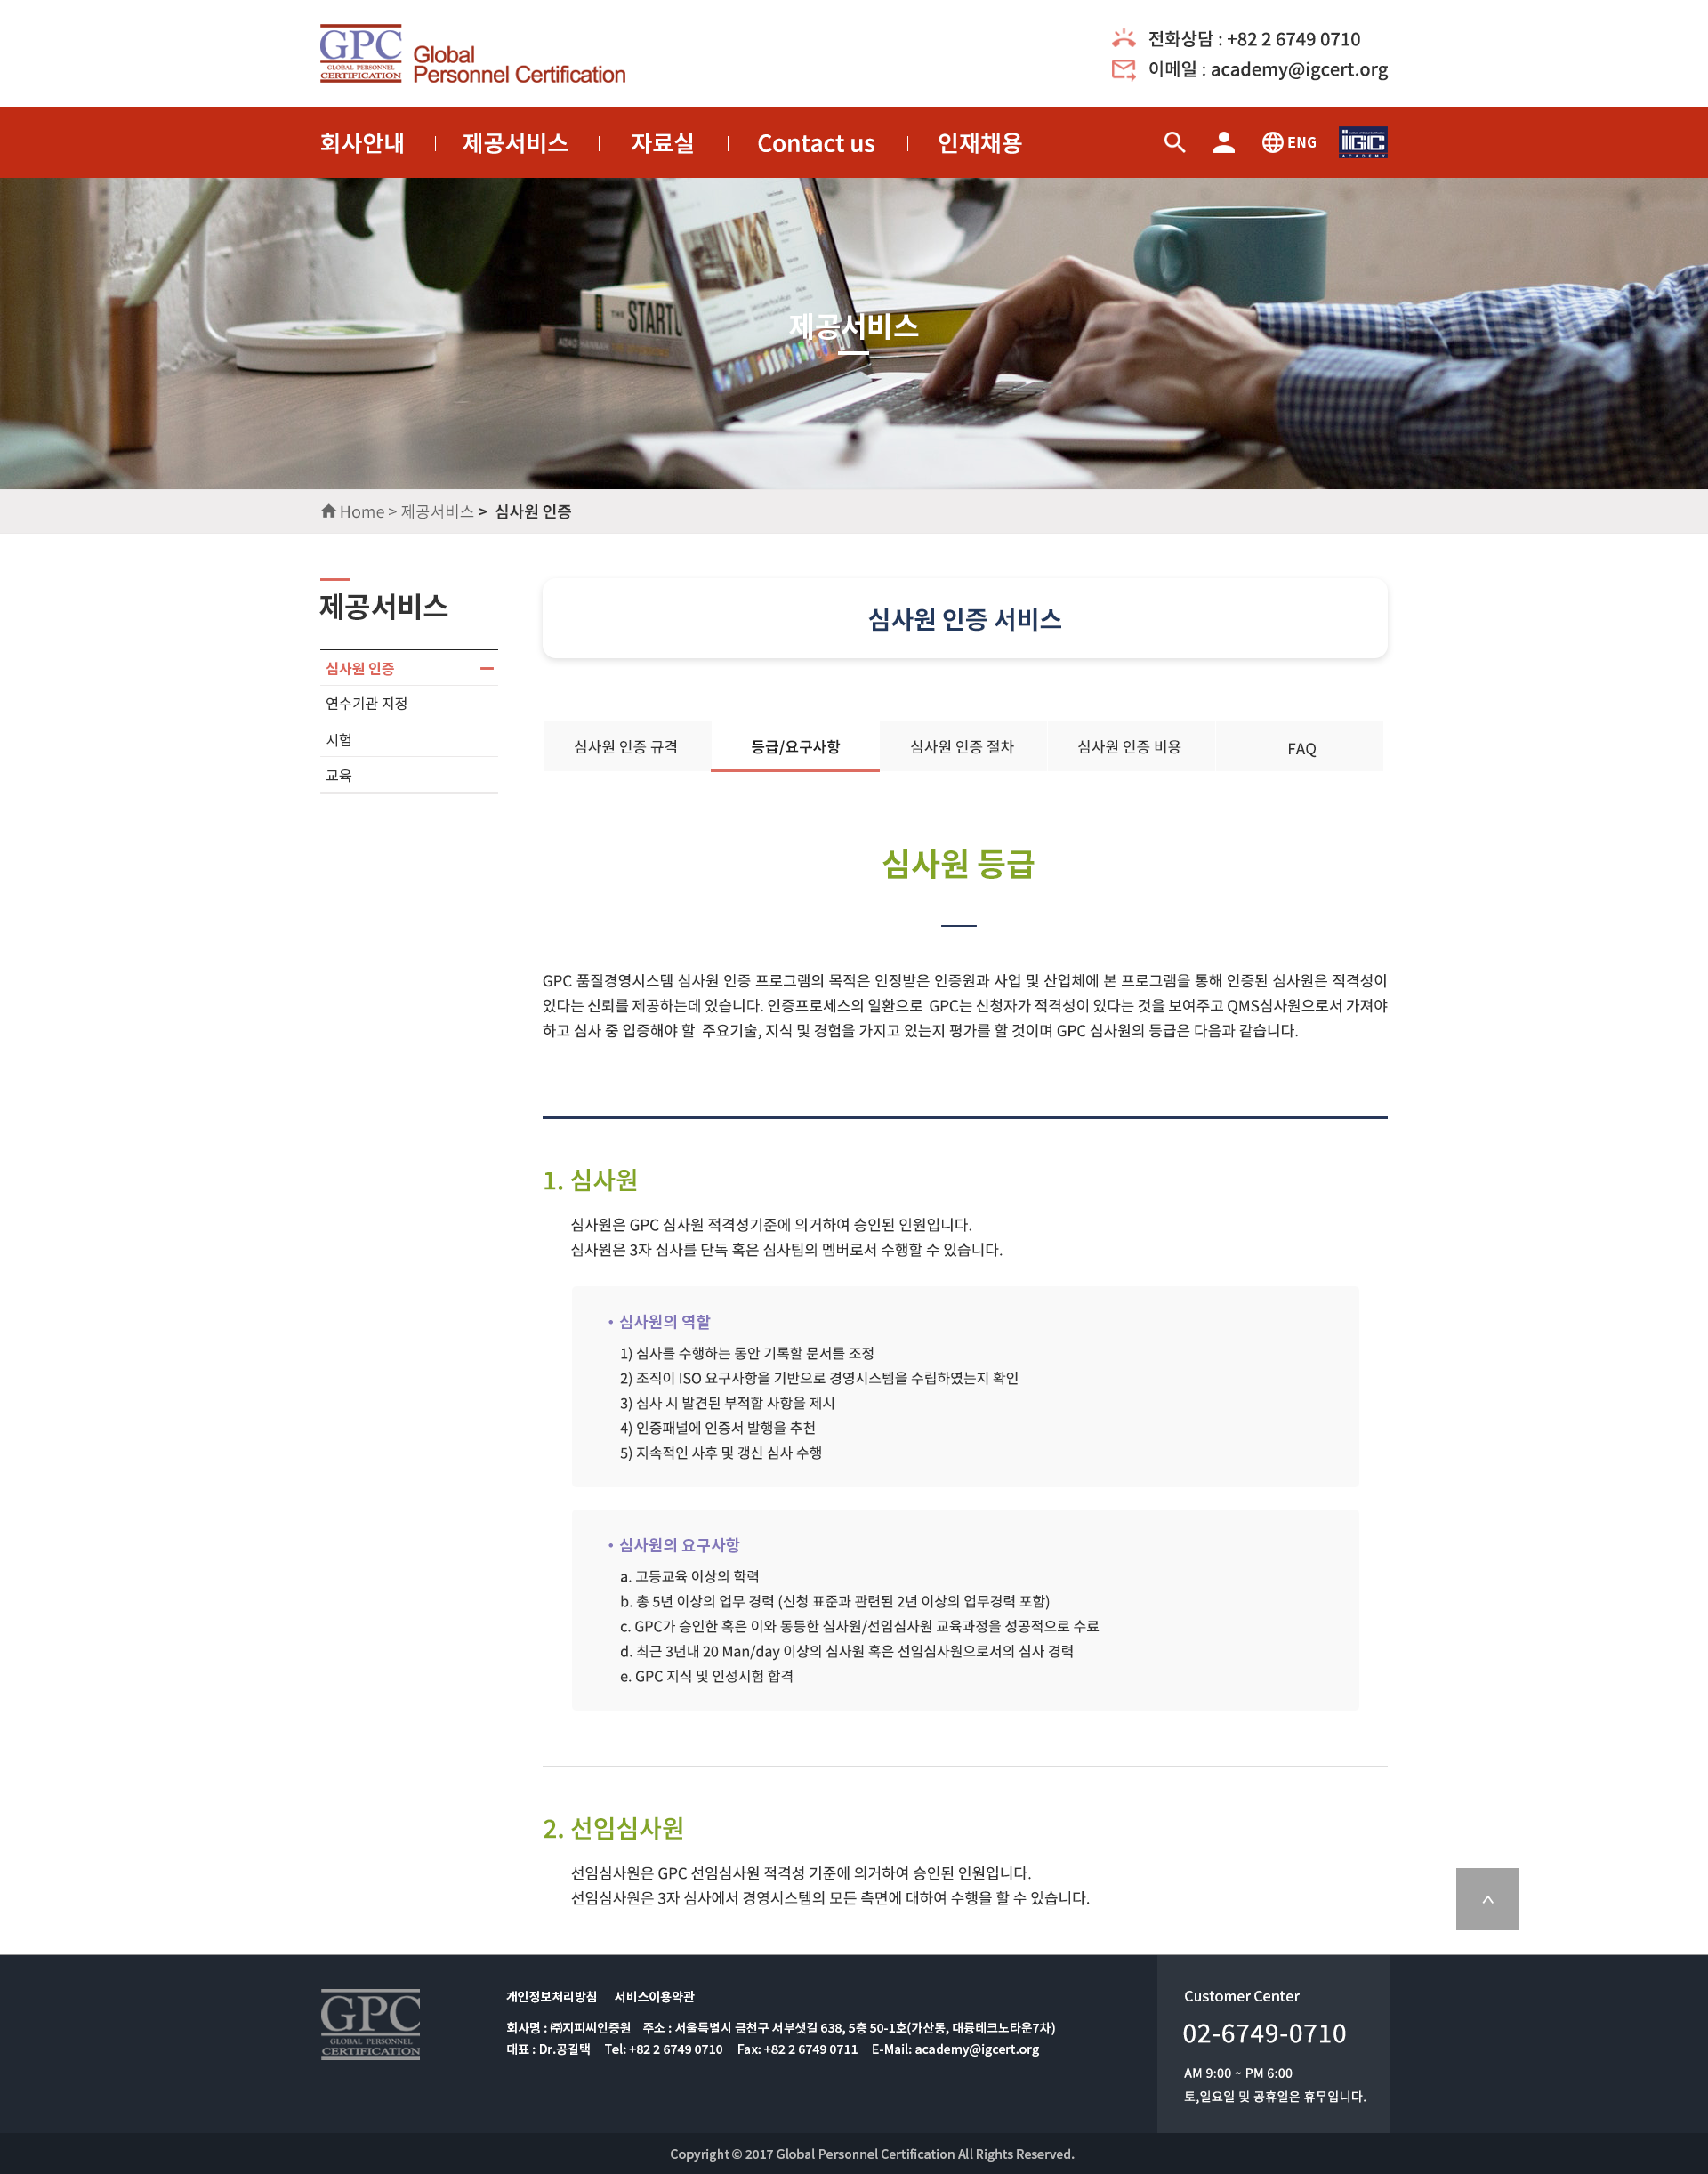 GPC
GLOBAL PERSONNEL
CERTIFICATION
Global
Personnel Certification
전화상담 : +82 2 6749 0710
이메일 : academy@igcert.org
회사안내
제공서비스
자료실
Contact us
인재채용
ENG
IGC
ACADEMY
THE STARTUP
제공서비스
Home > 제공서비스 > 심사원 인증
제공서비스
심사원 인증
연수기관 지정
시험
교육
심사원 인증 서비스
심사원 인증 규격
등급/요구사항
심사원 인증 절차
심사원 인증 비용
FAQ
심사원 등급
GPC 품질경영시스템 심사원 인증 프로그램의 목적은 인정받은 인증원과 사업 및 산업체에 본 프로그램을 통해 인증된 심사원은 적격성이
있다는 신뢰를 제공하는데 있습니다. 인증프로세스의 일환으로 GPC는 신청자가 적격성이 있다는 것을 보여주고 QMS심사원으로서 가져야
하고 심사 중 입증해야 할 주요기술, 지식 및 경험을 가지고 있는지 평가를 할 것이며 GPC 심사원의 등급은 다음과 같습니다.
1. 심사원
심사원은 GPC 심사원 적격성기준에 의거하여 승인된 인원입니다.
심사원은 3자 심사를 단독 혹은 심사팀의 멤버로서 수행할 수 있습니다.
• 심사원의 역할
1) 심사를 수행하는 동안 기록할 문서를 조정
2) 조직이 ISO 요구사항을 기반으로 경영시스템을 수립하였는지 확인
3) 심사 시 발견된 부적합 사항을 제시
4) 인증패널에 인증서 발행을 추천
5) 지속적인 사후 및 갱신 심사 수행
• 심사원의 요구사항
a. 고등교육 이상의 학력
b. 총 5년 이상의 업무 경력 (신청 표준과 관련된 2년 이상의 업무경력 포함)
c. GPC가 승인한 혹은 이와 동등한 심사원/선임심사원 교육과정을 성공적으로 수료
d. 최근 3년내 20 Man/day 이상의 심사원 혹은 선임심사원으로서의 심사 경력
e. GPC 지식 및 인성시험 합격
2. 선임심사원
선임심사원은 GPC 선임심사원 적격성 기준에 의거하여 승인된 인원입니다.
선임심사원은 3자 심사에서 경영시스템의 모든 측면에 대하여 수행을 할 수 있습니다.
GPC
GLOBAL PERSONNEL
CERTIFICATION
개인정보처리방침 서비스이용약관
회사명 : ㈜지피씨인증원 주소 : 서울특별시 금천구 서부샛길 638, 5층 50-1호(가산동, 대륭테크노타운7차)
대표 : Dr.공길택 Tel: +82 2 6749 0710 Fax: +82 2 6749 0711 E-Mail: academy@igcert.org
Customer Center
02-6749-0710
AM 9:00 ~ PM 6:00
토,일요일 및 공휴일은 휴무입니다.
Copyright © 2017 Global Personnel Certification All Rights Reserved.